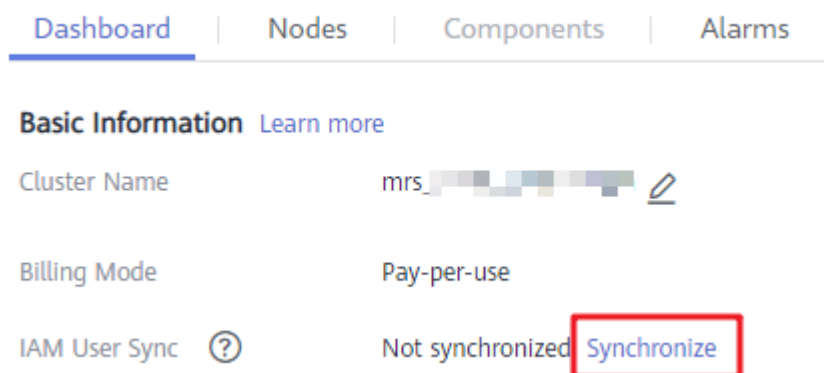 Dashboard Nodes Components Alarms
Basic Information Learn more
Cluster Name mrs_
Billing Mode Pay-per-use
IAM User Sync ? Not synchronized Synchronize